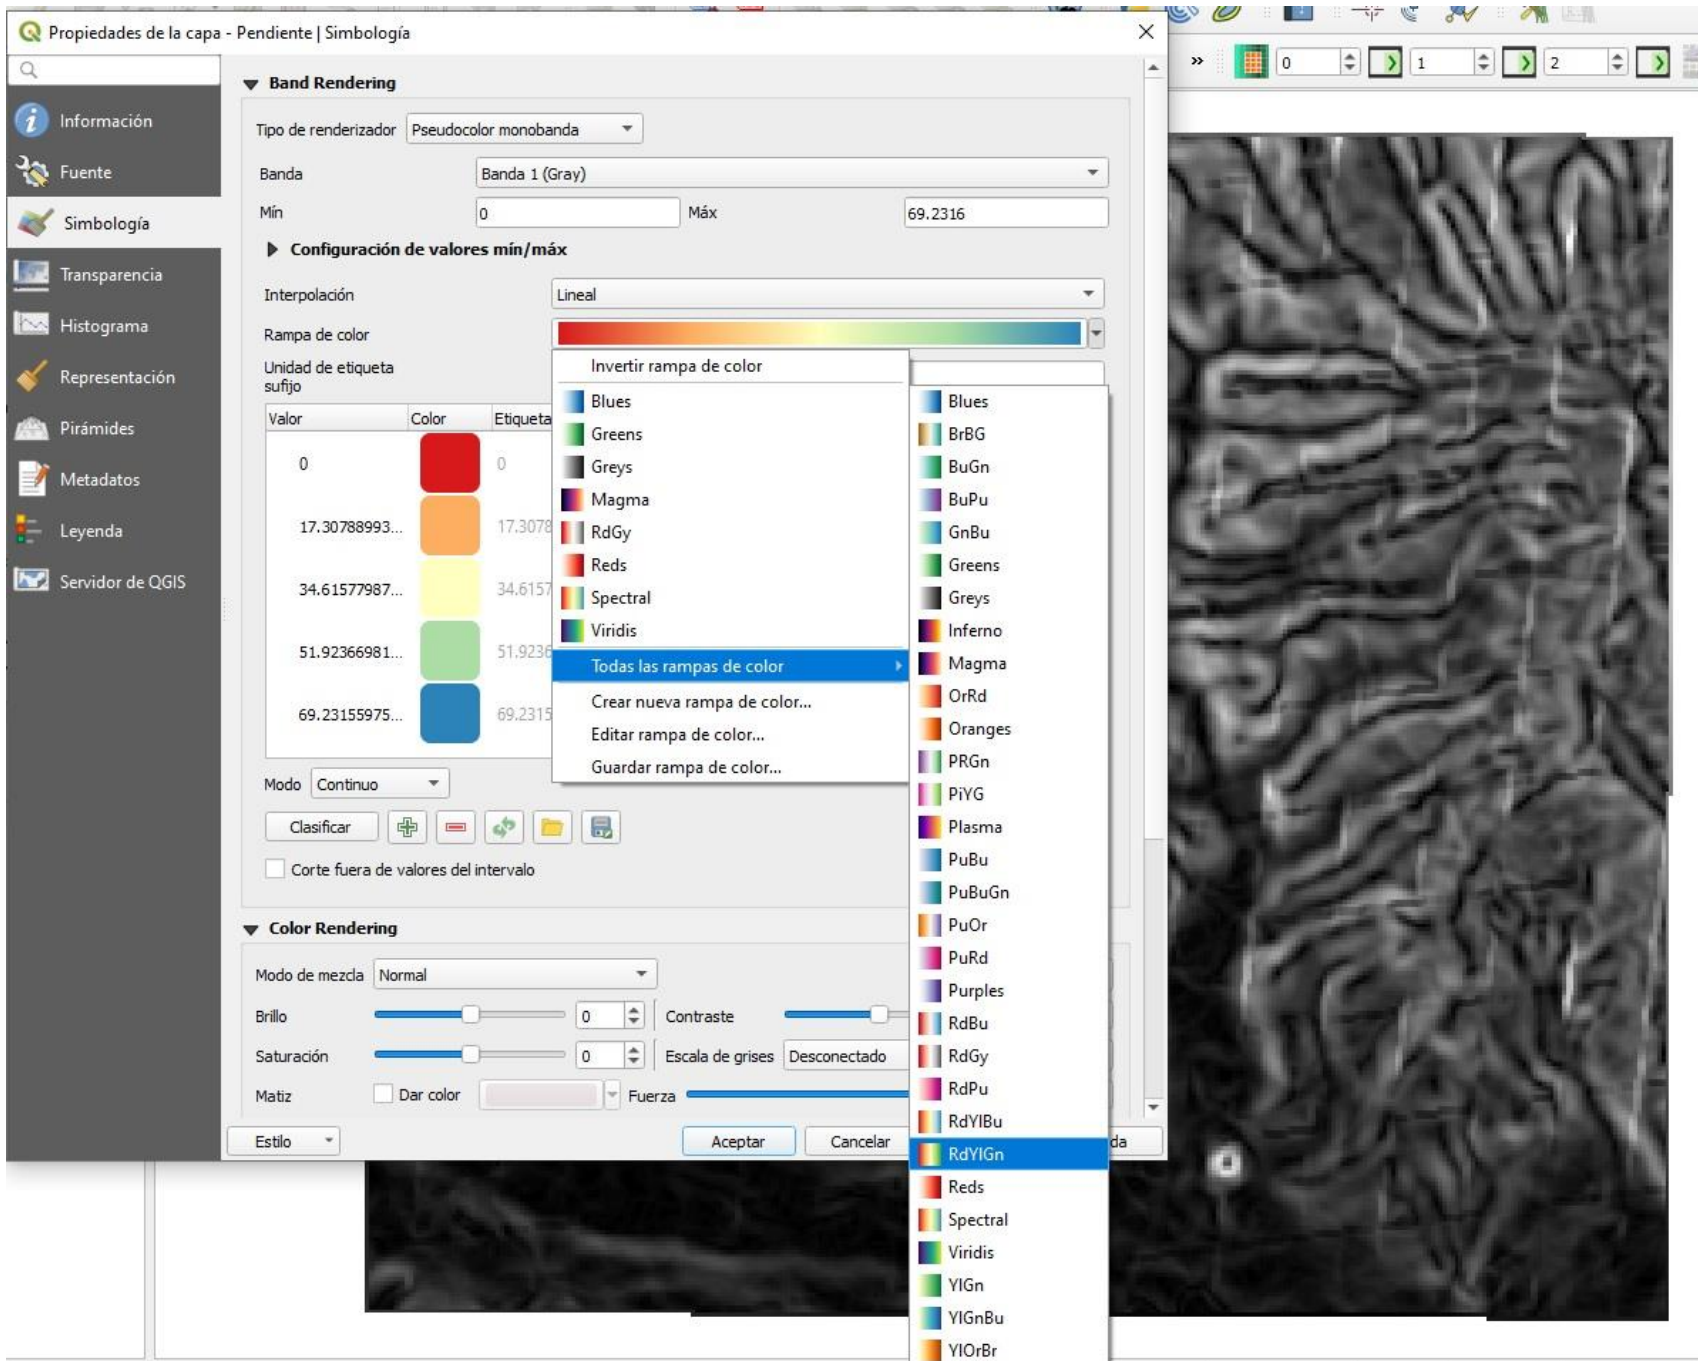 Propiedades de la capa - Pendiente | Simbología
Información
Fuente
Simbología
Transparencia
Histograma
Representación
Pirámides
Metadatos
Leyenda
Servidor de QGIS
Band Rendering
Tipo de renderizador Pseudocolor monobanda
Banda Banda 1 (Gray)
Mín 0 Máx 69.2316
Configuración de valores mín/máx
Interpolación Lineal
Rampa de color
Unidad de etiqueta
sufijo
Valor Color Etiqueta
0 0
17.30788993... 17.3078
34.61577987... 34.6157
51.92366981... 51.9236
69.23155975... 69.2315
Modo Continuo
Clasificar
Corte fuera de valores del intervalo
Color Rendering
Modo de mezcla Normal
Brillo 0 Contraste
Saturación 0 Escala de grises Desconectado
Matiz Dar color Fuerza
Estilo Aceptar Cancelar da
Invertir rampa de color
Blues
Greens
Greys
Magma
RdGy
Reds
Spectral
Viridis
Todas las rampas de color
Crear nueva rampa de color...
Editar rampa de color...
Guardar rampa de color...
Blues
BrBG
BuGn
BuPu
GnBu
Greens
Greys
Inferno
Magma
OrRd
Oranges
PRGn
PiYG
Plasma
PuBu
PuBuGn
PuOr
PuRd
Purples
RdBu
RdGy
RdPu
RdYlBu
RdYlGn
Reds
Spectral
Viridis
YlGn
YlGnBu
YlOrBr
» 0 1 2